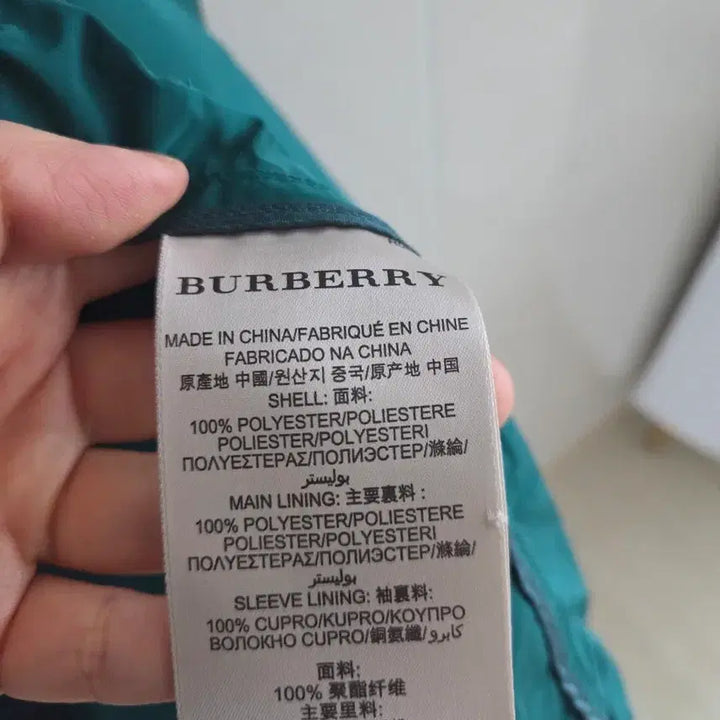 BURBERRY
MADE IN CHINA/FABRIQUÉ EN CHINE
FABRICADO NA CHINA
原產地 中國/원산지 중국/原产地 中国
SHELL: 面料:
100% POLYESTER/POLIESTERE
POLIESTER/POLYESTERI
ΠΟΛΥΕΣΤΕΡΑΣ/ПОЛИЭСТЕР/滌綸/
بوليستر
MAIN LINING: 主要裏料 :
100% POLYESTER/POLIESTERE
POLIESTER/POLYESTERI
ΠΟΛΥΕΣΤΕΡΑΣ/ПОЛИЭСТЕР/滌綸/
بوليستر
SLEEVE LINING: 袖裏料:
100% CUPRO/KUPRO/ΚΟΥΠΡΟ
ВОЛОКНО CUPRO/銅氨纖/كابرو
面料:
100% 聚酯纤维
主要里料: